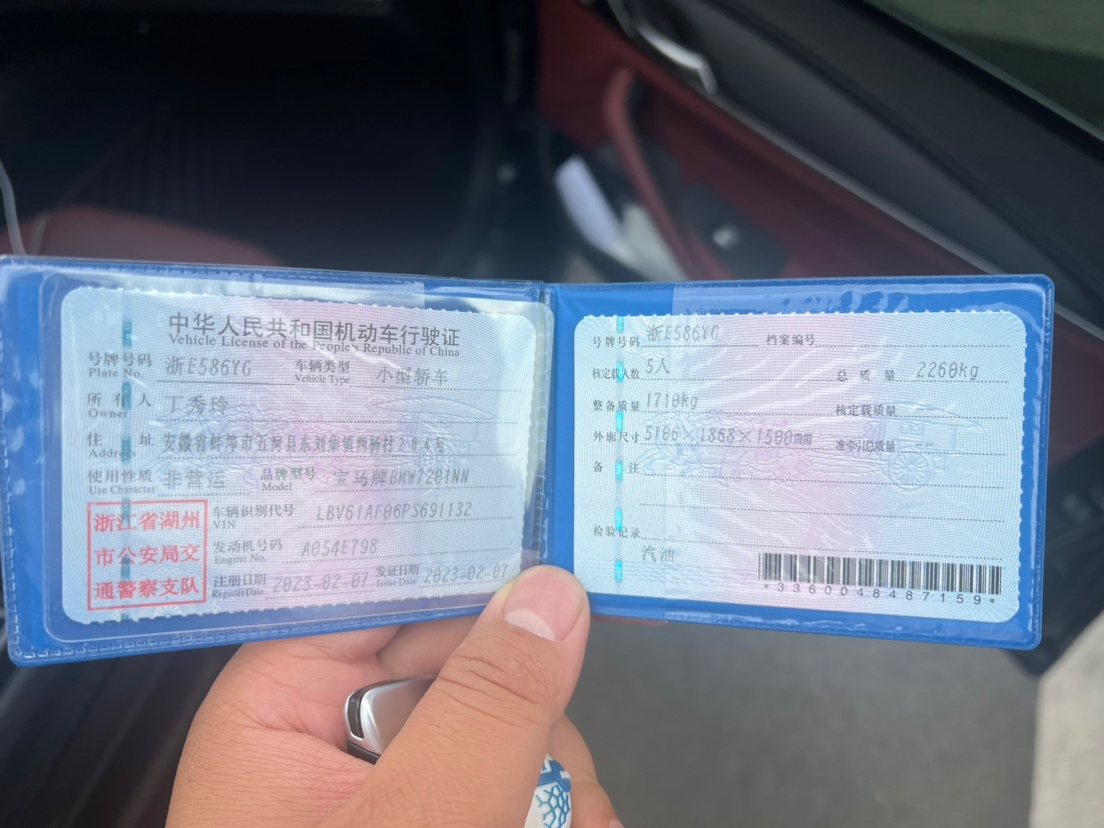 中华人民共和国机动车行驶证
Vehicle License of the People's Republic of China
号牌号码 浙E586YG 车辆类型 小型轿车
Plate No. Vehicle Type
所有人 丁秀玲
Owner
住址 安徽省蚌埠市五河县东刘集镇四杨村204号
Address
使用性质 非营运 品牌型号 宝马牌BMW7201NN
Use Character Model
浙江省湖州
市公安局交
通警察支队
车辆识别代号 LBV61AF06PS691132
VIN
发动机号码 A054E798
Engine No.
注册日期 2023-02-07 发证日期 2023-02-07
Register Date Issue Date
号牌号码 浙E586YG 档案编号
核定载人数 5人 总质量 2260kg
整备质量 1710kg 核定载质量
外廓尺寸 5106×1868×1500mm 准牵引总质量 --
备注
检验记录
汽油
*3360048487159*